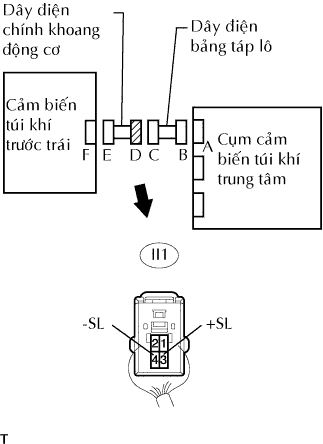 Dây điện
chính khoang
động cơ
Dây điện
bảng táp lô
Cảm biến
túi khí
trước trái
F E D C B A
Cụm cảm
biến túi khí
trung tâm
II1
-SL +SL
2 1
4 3
T